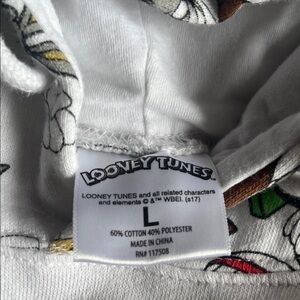 LOONEY TUNES
LOONEY TUNES and all related characters
and elements © & ™ WBEI. (s17)
L
60% COTTON 40% POLYESTER
MADE IN CHINA
RN# 117508